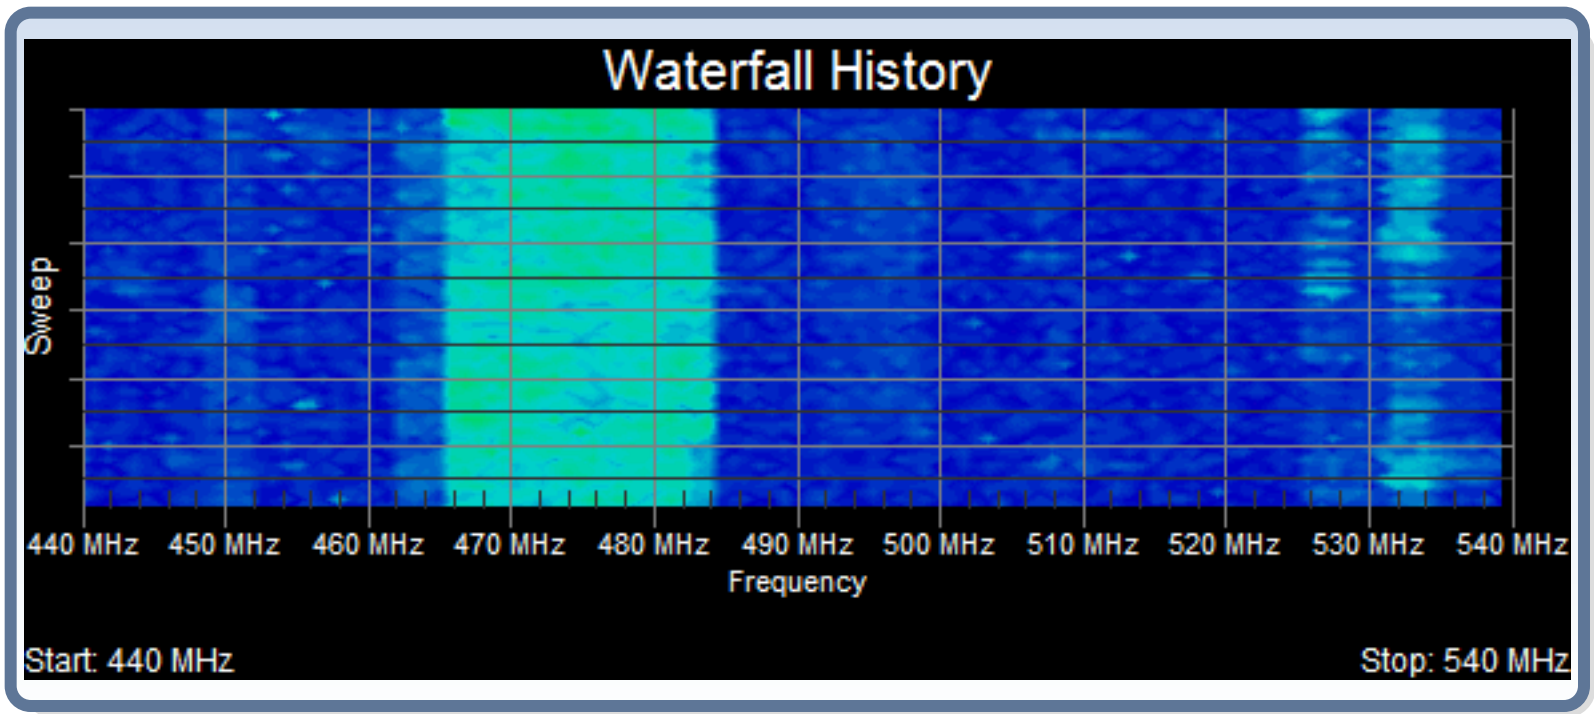 Waterfall History
Sweep
440 MHz 450 MHz 460 MHz 470 MHz 480 MHz 490 MHz 500 MHz 510 MHz 520 MHz 530 MHz 540 MHz
Frequency
Start: 440 MHz Stop: 540 MHz